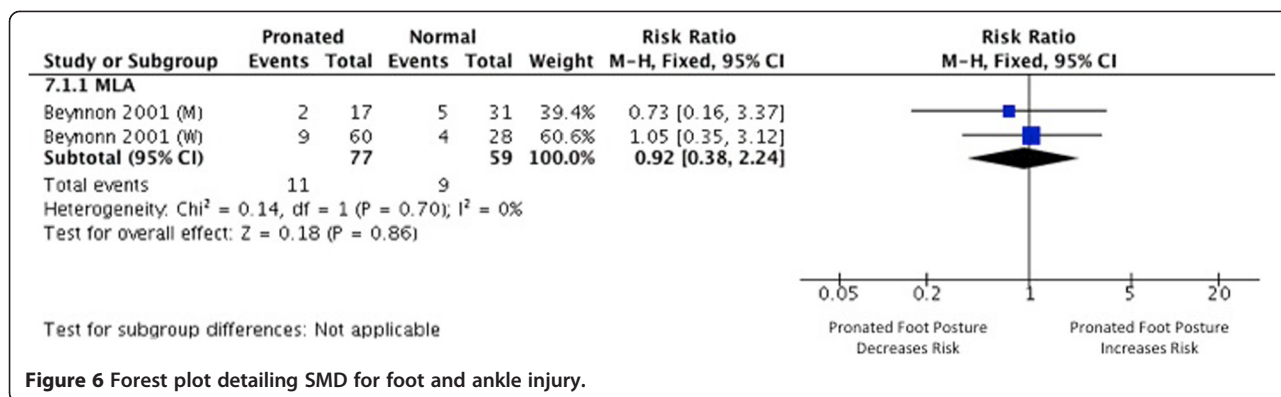 Pronated Normal Risk Ratio Risk Ratio
Study or Subgroup Events Total Events Total Weight M-H, Fixed, 95% CI M-H, Fixed, 95% CI
7.1.1 MLA
Beynnon 2001 (M) 2 17 5 31 39.4% 0.73 [0.16, 3.37]
Beynonn 2001 (W) 9 60 4 28 60.6% 1.05 [0.35, 3.12]
Subtotal (95% CI) 77 59 100.0% 0.92 [0.38, 2.24]
Total events 11 9
Heterogeneity: Chi² = 0.14, df = 1 (P = 0.70); I² = 0%
Test for overall effect: Z = 0.18 (P = 0.86)
0.05 0.2 1 5 20
Test for subgroup differences: Not applicable
Pronated Foot Posture Pronated Foot Posture
Decreases Risk Increases Risk
Figure 6 Forest plot detailing SMD for foot and ankle injury.